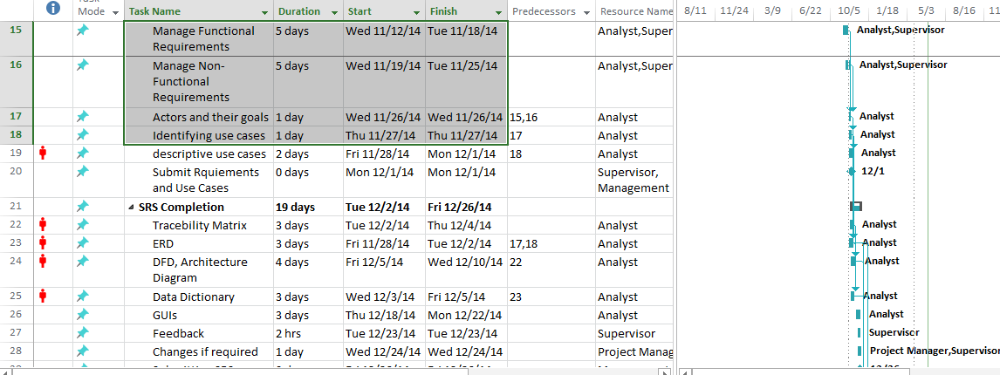 Mode Task Name Duration Start Finish Predecessors Resource Name 8/11 11/24 3/9 6/22 10/5 1/18 5/3 8/16 11
15 Manage Functional 5 days Wed 11/12/14 Tue 11/18/14 Analyst,Super Analyst,Supervisor
Requirements
16 Manage Non- 5 days Wed 11/19/14 Tue 11/25/14 Analyst,Super Analyst,Supervisor
Functional
Requirements
17 Actors and their goals 1 day Wed 11/26/14 Wed 11/26/14 15,16 Analyst Analyst
18 Identifying use cases 1 day Thu 11/27/14 Thu 11/27/14 17 Analyst Analyst
19 descriptive use cases 2 days Fri 11/28/14 Mon 12/1/14 18 Analyst Analyst
20 Submit Rquiements 0 days Mon 12/1/14 Mon 12/1/14 Supervisor, 12/1
and Use Cases Management
21 SRS Completion 19 days Tue 12/2/14 Fri 12/26/14
22 Tracebility Matrix 3 days Tue 12/2/14 Thu 12/4/14 Analyst Analyst
23 ERD 3 days Fri 11/28/14 Tue 12/2/14 17,18 Analyst Analyst
24 DFD, Architecture 4 days Fri 12/5/14 Wed 12/10/14 22 Analyst Analyst
Diagram
25 Data Dictionary 3 days Wed 12/3/14 Fri 12/5/14 23 Analyst Analyst
26 GUIs 3 days Thu 12/18/14 Mon 12/22/14 Analyst Analyst
27 Feedback 2 hrs Tue 12/23/14 Tue 12/23/14 Supervisor Supervisor
28 Changes if required 1 day Wed 12/24/14 Wed 12/24/14 Project Manag Project Manager,Supervisor